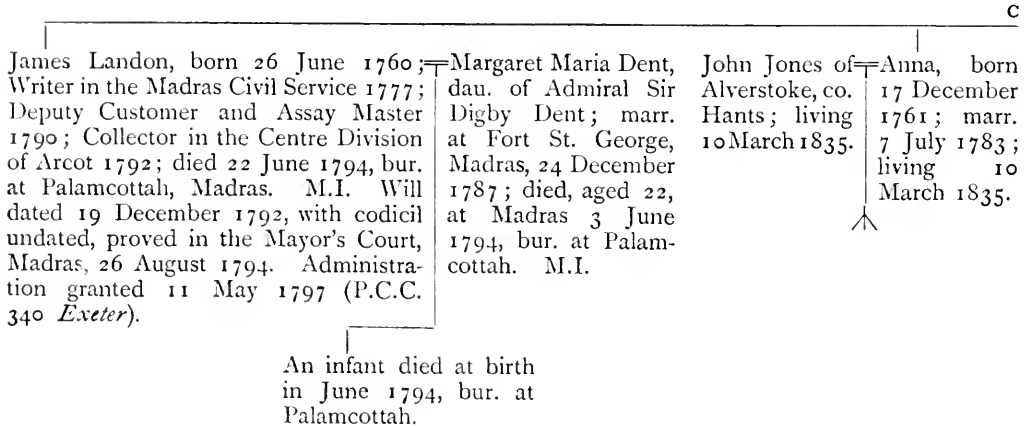 C
James Landon, born 26 June 1760;
Writer in the Madras Civil Service 1777;
Deputy Customer and Assay Master
1790; Collector in the Centre Division
of Arcot 1792; died 22 June 1794, bur.
at Palamcottah, Madras. M.I. Will
dated 19 December 1792, with codicil
undated, proved in the Mayor's Court,
Madras, 26 August 1794. Administra-
tion granted 11 May 1797 (P.C.C.
340 Exeter).
Margaret Maria Dent,
dau. of Admiral Sir
Digby Dent; marr.
at Fort St. George,
Madras, 24 December
1787; died, aged 22,
at Madras 3 June
1794, bur. at Palam-
cottah. M.I.
John Jones of
Alverstoke, co.
Hants; living
10 March 1835.
Anna, born
17 December
1761; marr.
7 July 1783;
living 10
March 1835.
An infant died at birth
in June 1794, bur. at
Palamcottah.